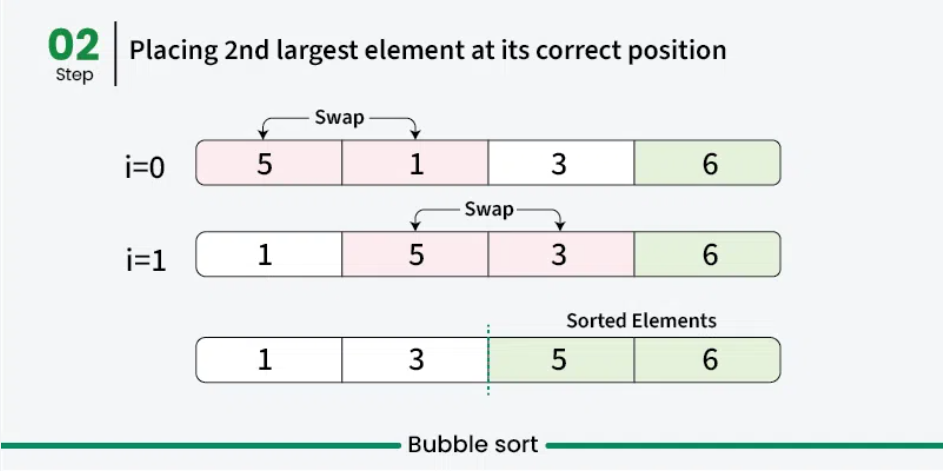 02
Step
Placing 2nd largest element at its correct position
Swap
i=0 5 1 3 6
Swap
i=1 1 5 3 6
Sorted Elements
1 3 5 6
Bubble sort